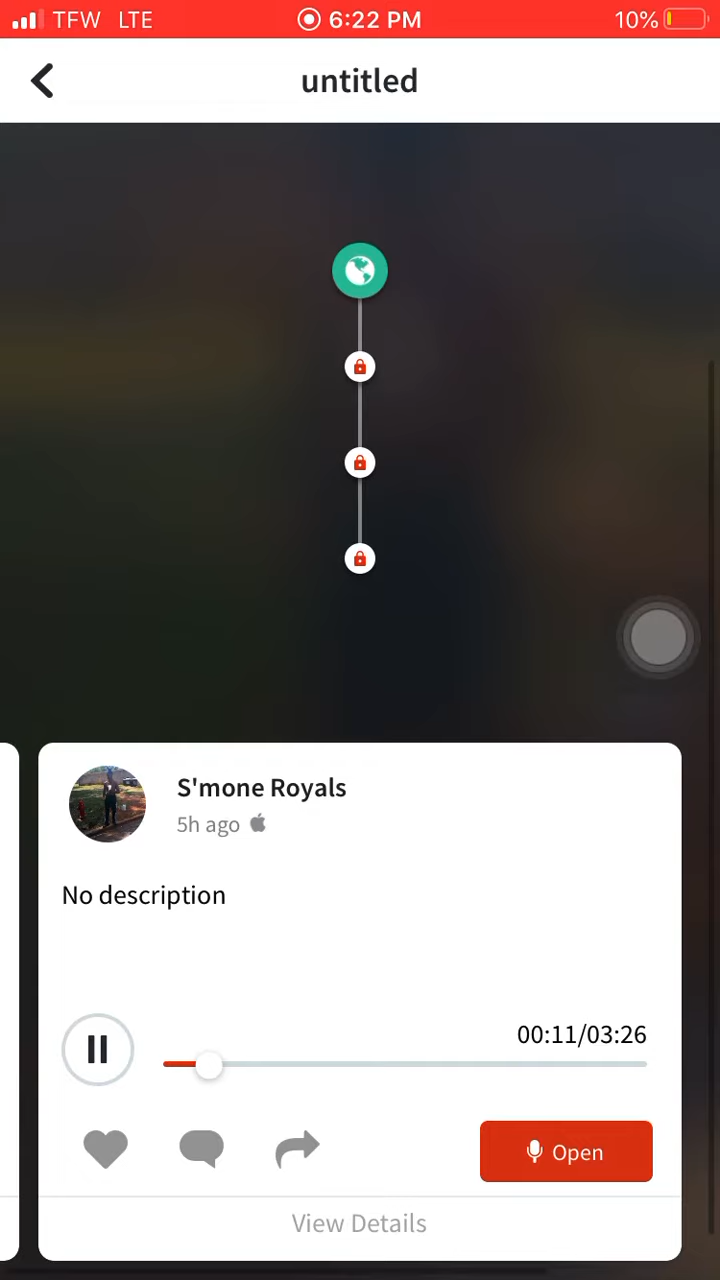 TFW LTE 6:22 PM 10%
untitled
S'mone Royals
5h ago
No description
00:11/03:26
Open
View Details